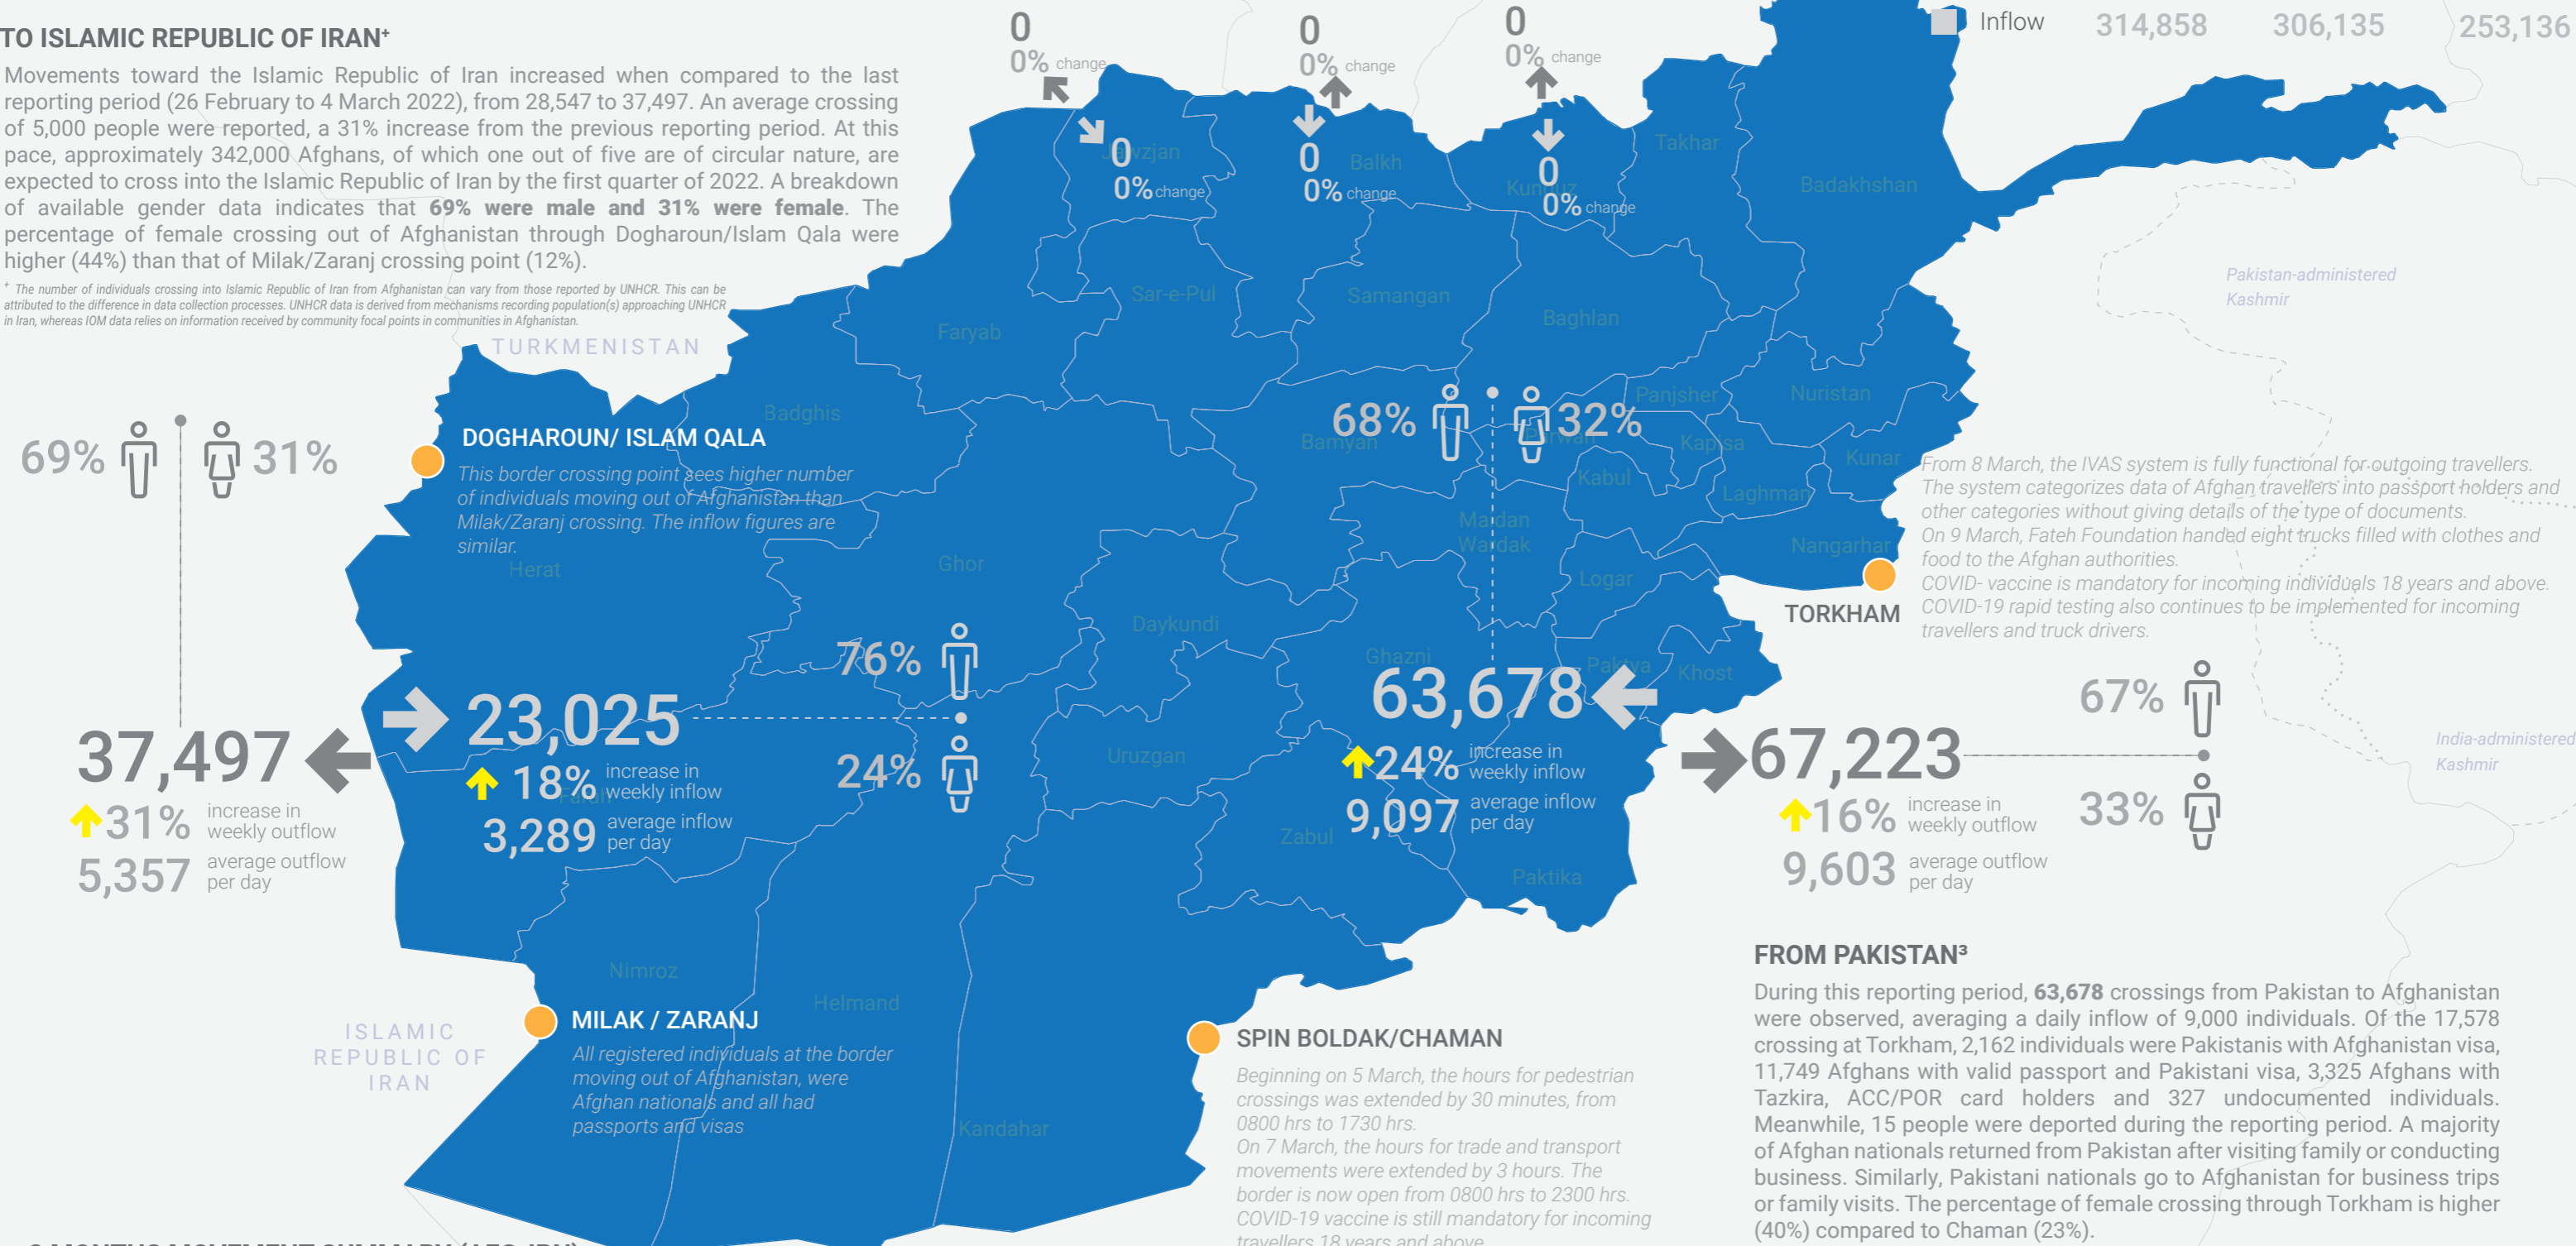 TO ISLAMIC REPUBLIC OF IRAN⁺
Movements toward the Islamic Republic of Iran increased when compared to the last
reporting period (26 February to 4 March 2022), from 28,547 to 37,497. An average crossing
of 5,000 people were reported, a 31% increase from the previous reporting period. At this
pace, approximately 342,000 Afghans, of which one out of five are of circular nature, are
expected to cross into the Islamic Republic of Iran by the first quarter of 2022. A breakdown
of available gender data indicates that 69% were male and 31% were female. The
percentage of female crossing out of Afghanistan through Dogharoun/Islam Qala were
higher (44%) than that of Milak/Zaranj crossing point (12%).
⁺ The number of individuals crossing into Islamic Republic of Iran from Afghanistan can vary from those reported by UNHCR. This can be
attributed to the difference in data collection processes. UNHCR data is derived from mechanisms recording population(s) approaching UNHCR
in Iran, whereas IOM data relies on information received by community focal points in communities in Afghanistan.
0
0% change
0
0% change
0
0% change
0
0% change
0
0% change
0
0% change
Inflow 314,858 306,135 253,136
Jawzjan
Balkh
Kunduz
Takhar
Badakhshan
Pakistan-administered
Kashmir
TURKMENISTAN
Faryab
Sar-e-Pul
Samangan
Baghlan
Badghis
Panjsher
Nuristan
Bamyan
Parwan
Kapisa
Kunar
Kabul
Laghman
Maidan
Wardak
Nangarhar
Logar
Herat
Ghor
Daykundi
Ghazni
Paktya
Khost
Uruzgan
Farah
Zabul
Paktika
Nimroz
Helmand
Kandahar
69% 31%
DOGHAROUN/ ISLAM QALA
This border crossing point sees higher number
of individuals moving out of Afghanistan than
Milak/Zaranj crossing. The inflow figures are
similar.
68% 32%
From 8 March, the IVAS system is fully functional for outgoing travellers.
The system categorizes data of Afghan travellers into passport holders and
other categories without giving details of the type of documents.
On 9 March, Fateh Foundation handed eight trucks filled with clothes and
food to the Afghan authorities.
COVID- vaccine is mandatory for incoming individuals 18 years and above.
COVID-19 rapid testing also continues to be implemented for incoming
travellers and truck drivers.
TORKHAM
37,497
31% increase in
weekly outflow
5,357 average outflow
per day
23,025
18% increase in
weekly inflow
3,289 average inflow
per day
76%
24%
63,678
24% increase in
weekly inflow
9,097 average inflow
per day
67,223
16% increase in
weekly outflow
9,603 average outflow
per day
67%
33%
India-administered
Kashmir
ISLAMIC
REPUBLIC OF
IRAN
MILAK / ZARANJ
All registered individuals at the border
moving out of Afghanistan, were
Afghan nationals and all had
passports and visas
SPIN BOLDAK/CHAMAN
Beginning on 5 March, the hours for pedestrian
crossings was extended by 30 minutes, from
0800 hrs to 1730 hrs.
On 7 March, the hours for trade and transport
movements were extended by 3 hours. The
border is now open from 0800 hrs to 2300 hrs.
COVID-19 vaccine is still mandatory for incoming
travellers 18 years and above
FROM PAKISTAN³
During this reporting period, 63,678 crossings from Pakistan to Afghanistan
were observed, averaging a daily inflow of 9,000 individuals. Of the 17,578
crossing at Torkham, 2,162 individuals were Pakistanis with Afghanistan visa,
11,749 Afghans with valid passport and Pakistani visa, 3,325 Afghans with
Tazkira, ACC/POR card holders and 327 undocumented individuals.
Meanwhile, 15 people were deported during the reporting period. A majority
of Afghan nationals returned from Pakistan after visiting family or conducting
business. Similarly, Pakistani nationals go to Afghanistan for business trips
or family visits. The percentage of female crossing through Torkham is higher
(40%) compared to Chaman (23%).
MONTHS MOVEMENT SUMMARY